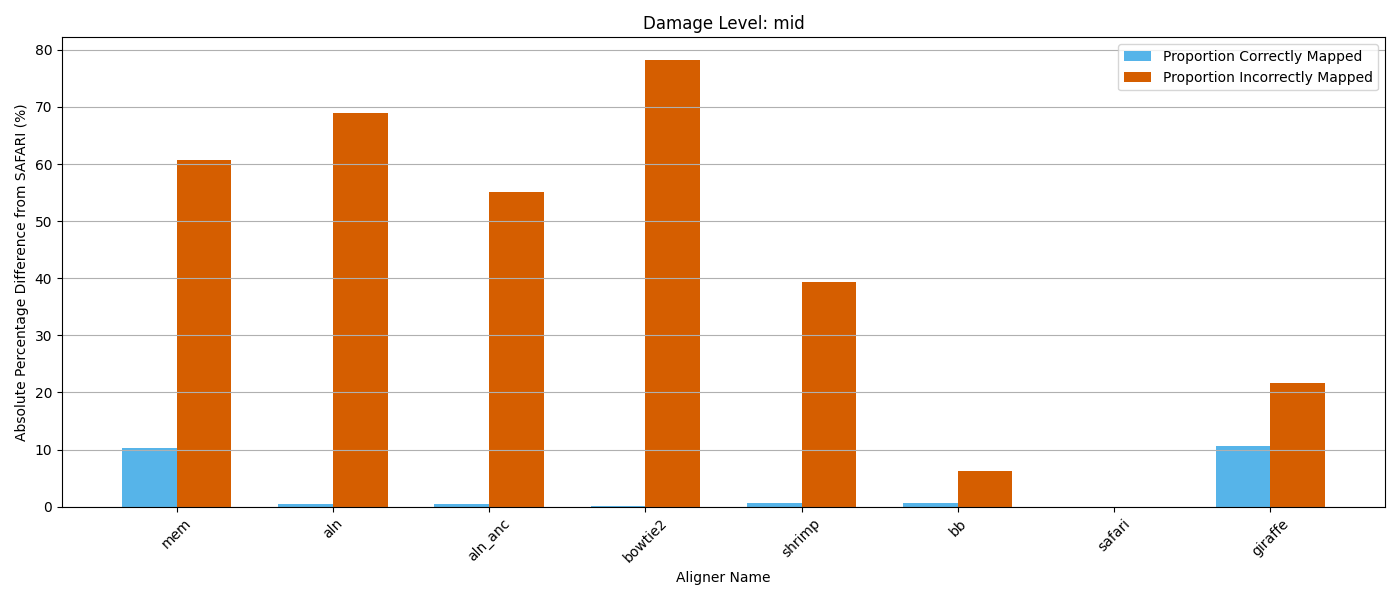 Damage Level: mid
Proportion Correctly Mapped
Proportion Incorrectly Mapped
Absolute Percentage Difference from SAFARI (%)
80
70
60
50
40
30
20
10
0
mem
aln
aln_anc
bowtie2
shrimp
bb
safari
giraffe
Aligner Name